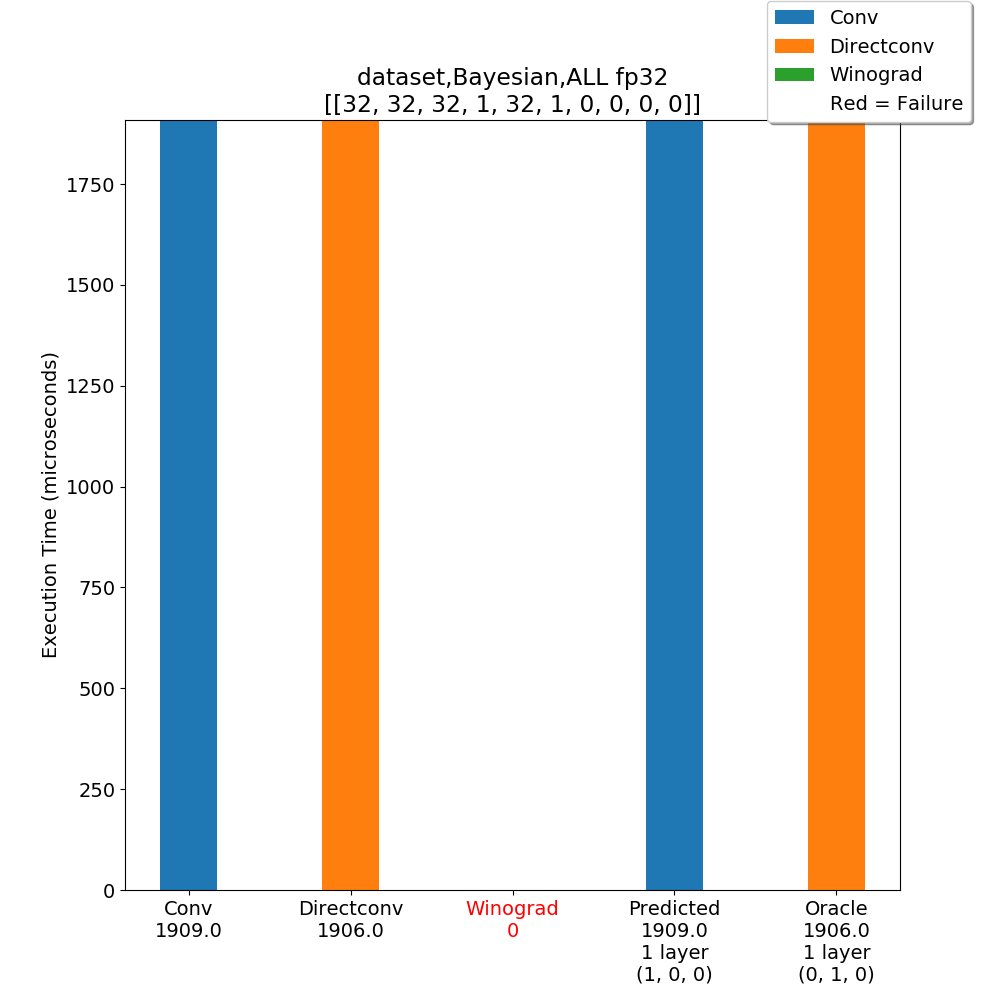 Conv
Directconv
Winograd
Red = Failure
dataset,Bayesian,ALL fp32
[[32, 32, 32, 1, 32, 1, 0, 0, 0, 0]]
Execution Time (microseconds)
1750
1500
1250
1000
750
500
250
0
Conv
1909.0
Directconv
1906.0
Winograd
0
Predicted
1909.0
1 layer
(1, 0, 0)
Oracle
1906.0
1 layer
(0, 1, 0)